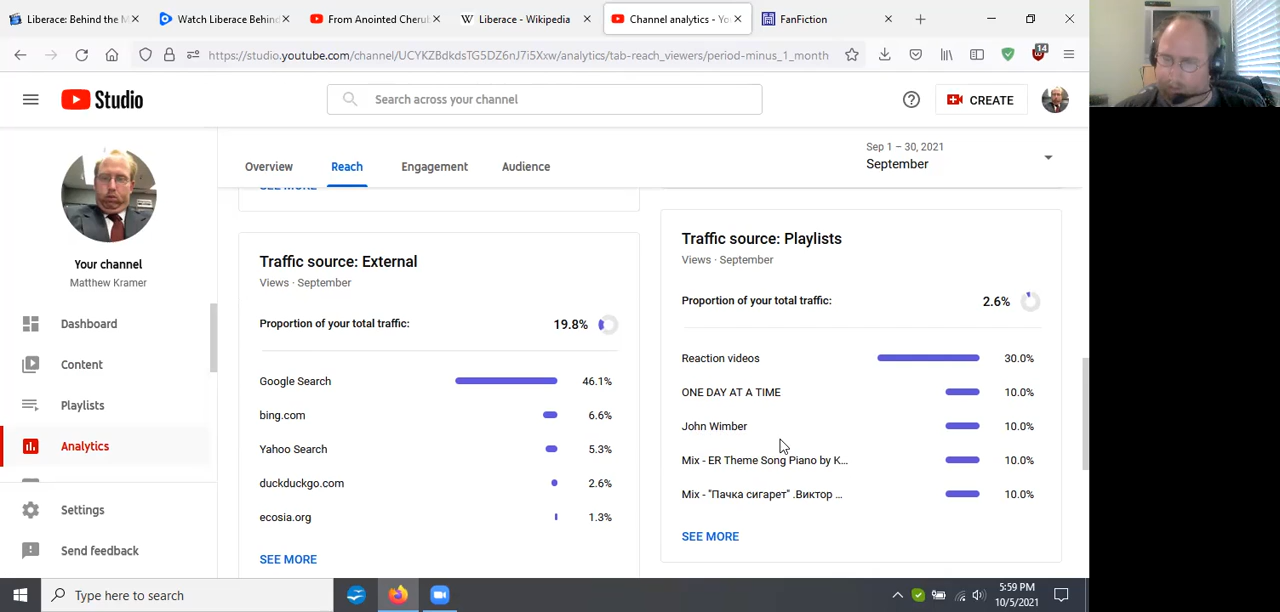 Liberace: Behind the M
Watch Liberace Behind
From Anointed Cherub
Liberace - Wikipedia
Channel analytics - Yo
FanFiction
https://studio.youtube.com/channel/UCYKZBdkdsTG5DZ6nJ7i5Xxw/analytics/tab-reach_viewers/period-minus_1_month
14
Studio
Search across your channel
CREATE
Overview
Reach
Engagement
Audience
Sep 1 – 30, 2021
September
SEE MORE
Your channel
Matthew Kramer
Dashboard
Content
Playlists
Analytics
Settings
Send feedback
Traffic source: External
Views · September
Proportion of your total traffic: 19.8%
Google Search 46.1%
bing.com 6.6%
Yahoo Search 5.3%
duckduckgo.com 2.6%
ecosia.org 1.3%
SEE MORE
Traffic source: Playlists
Views · September
Proportion of your total traffic: 2.6%
Reaction videos 30.0%
ONE DAY AT A TIME 10.0%
John Wimber 10.0%
Mix - ER Theme Song Piano by K... 10.0%
Mix - "Пачка сигарет" .Виктор ... 10.0%
SEE MORE
Type here to search
5:59 PM
10/5/2021